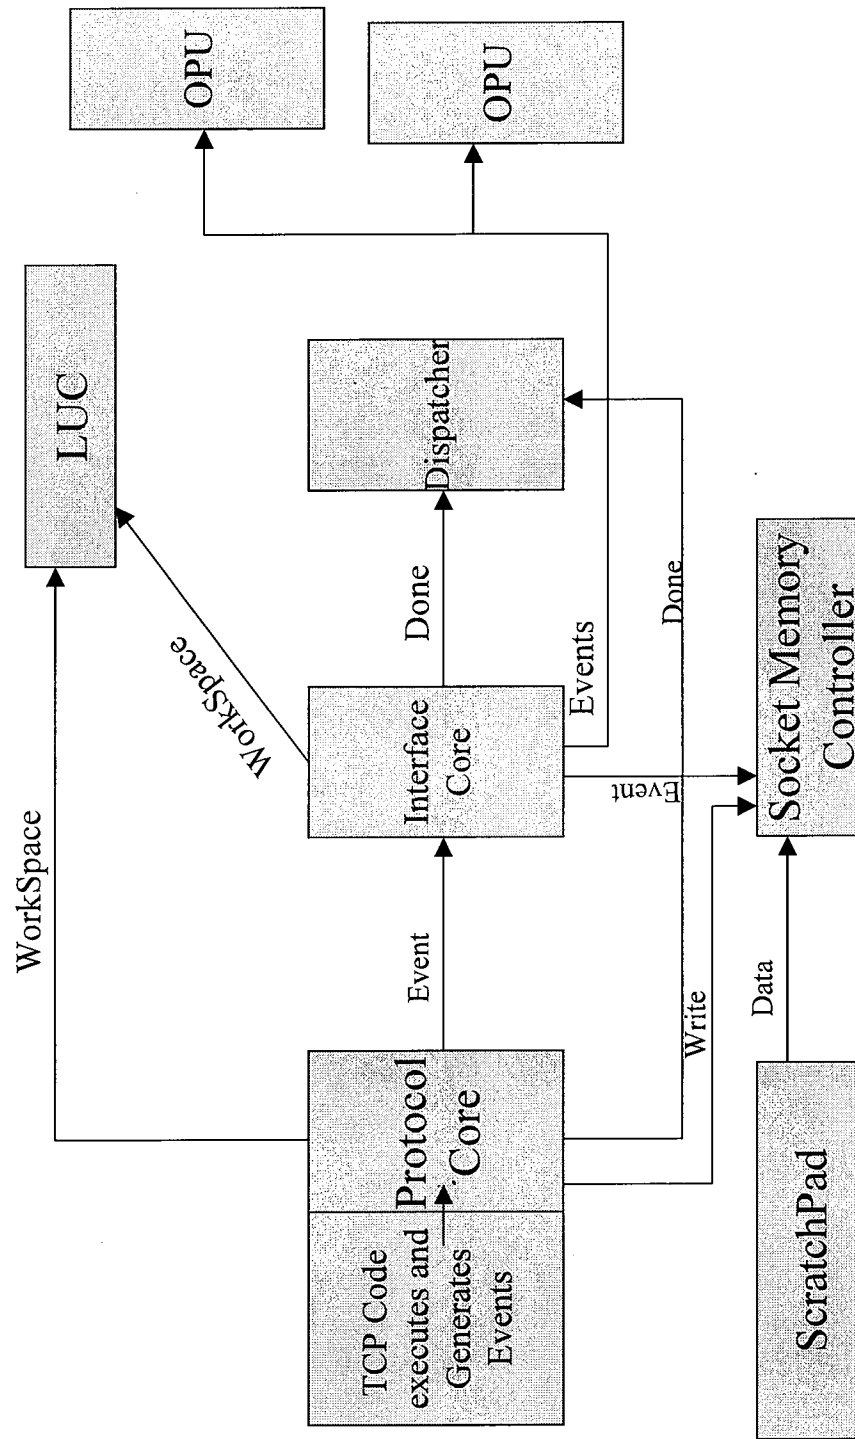 OPU
OPU
LUC
WorkSpace
WorkSpace
TCP Code
executes and
Generates
Events
Protocol
Core
Event
Interface
Core
Done
Dispatcher
Events
Event
Done
Write
Data
ScratchPad
Socket Memory
Controller